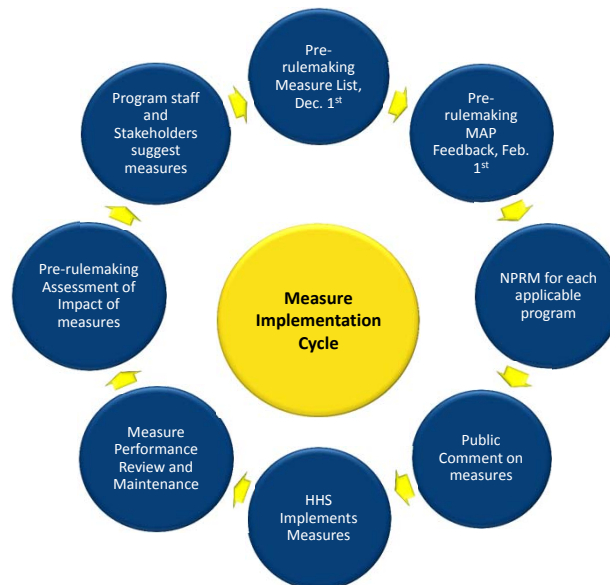 Pre-
rulemaking
Measure List,
Dec. 1st
Pre-
rulemaking
MAP
Feedback, Feb.
1st
NPRM for each
applicable
program
Public
Comment on
measures
HHS
Implements
Measures
Measure
Performance
Review and
Maintenance
Pre-rulemaking
Assessment of
Impact of
measures
Program staff
and
Stakeholders
suggest
measures
Measure
Implementation
Cycle